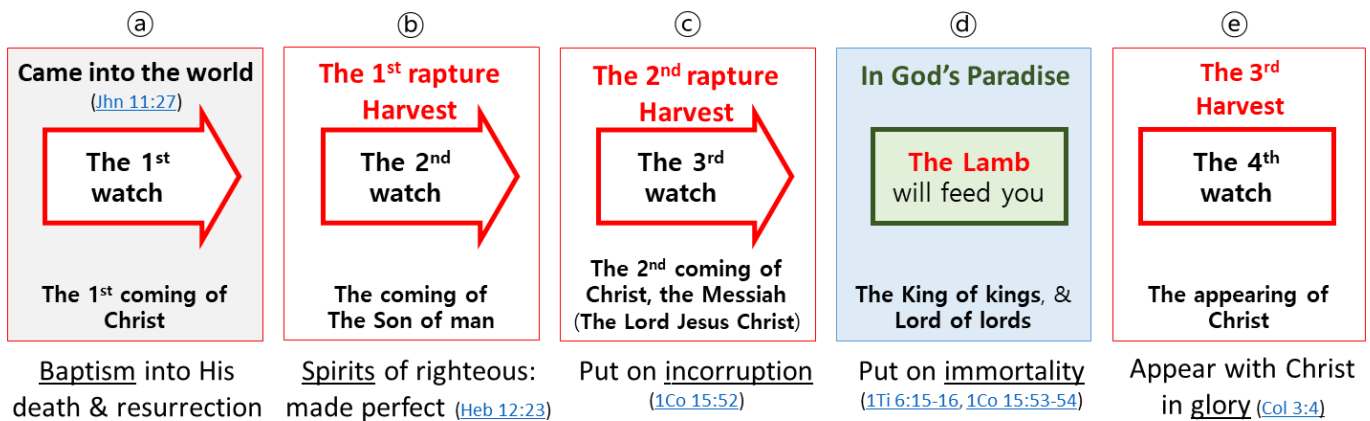 ⓐ
Came into the world
(Jhn 11:27)
The 1st
watch
The 1st coming of
Christ
Baptism into His
death & resurrection
ⓑ
The 1st rapture
Harvest
The 2nd
watch
The coming of
The Son of man
Spirits of righteous:
made perfect (Heb 12:23)
ⓒ
The 2nd rapture
Harvest
The 3rd
watch
The 2nd coming of
Christ, the Messiah
(The Lord Jesus Christ)
Put on incorruption
(1Co 15:52)
ⓓ
In God’s Paradise
The Lamb
will feed you
The King of kings, &
Lord of lords
Put on immortality
(1Ti 6:15-16, 1Co 15:53-54)
ⓔ
The 3rd
Harvest
The 4th
watch
The appearing of
Christ
Appear with Christ
in glory (Col 3:4)